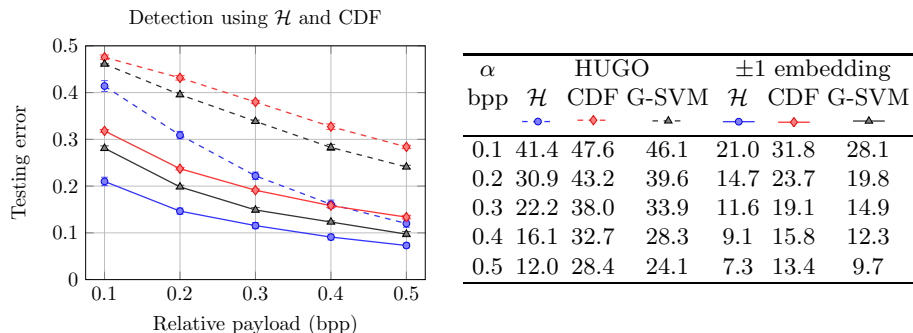 Detection using ℋ and CDF
0.5
0.4
0.3
0.2
0.1
0
Testing error
0.1 0.2 0.3 0.4 0.5
Relative payload (bpp)
α HUGO ±1 embedding
bpp ℋ CDF G-SVM ℋ CDF G-SVM
0.1 41.4 47.6 46.1 21.0 31.8 28.1
0.2 30.9 43.2 39.6 14.7 23.7 19.8
0.3 22.2 38.0 33.9 11.6 19.1 14.9
0.4 16.1 32.7 28.3 9.1 15.8 12.3
0.5 12.0 28.4 24.1 7.3 13.4 9.7